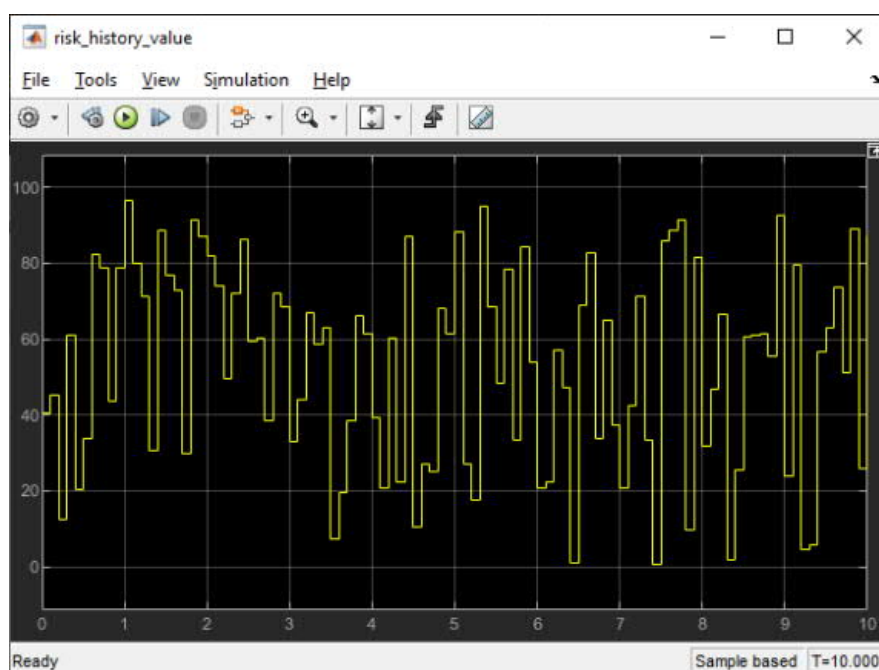 risk_history_value
File Tools View Simulation Help
100
80
60
40
20
0
0 1 2 3 4 5 6 7 8 9 10
Ready Sample based T=10.000